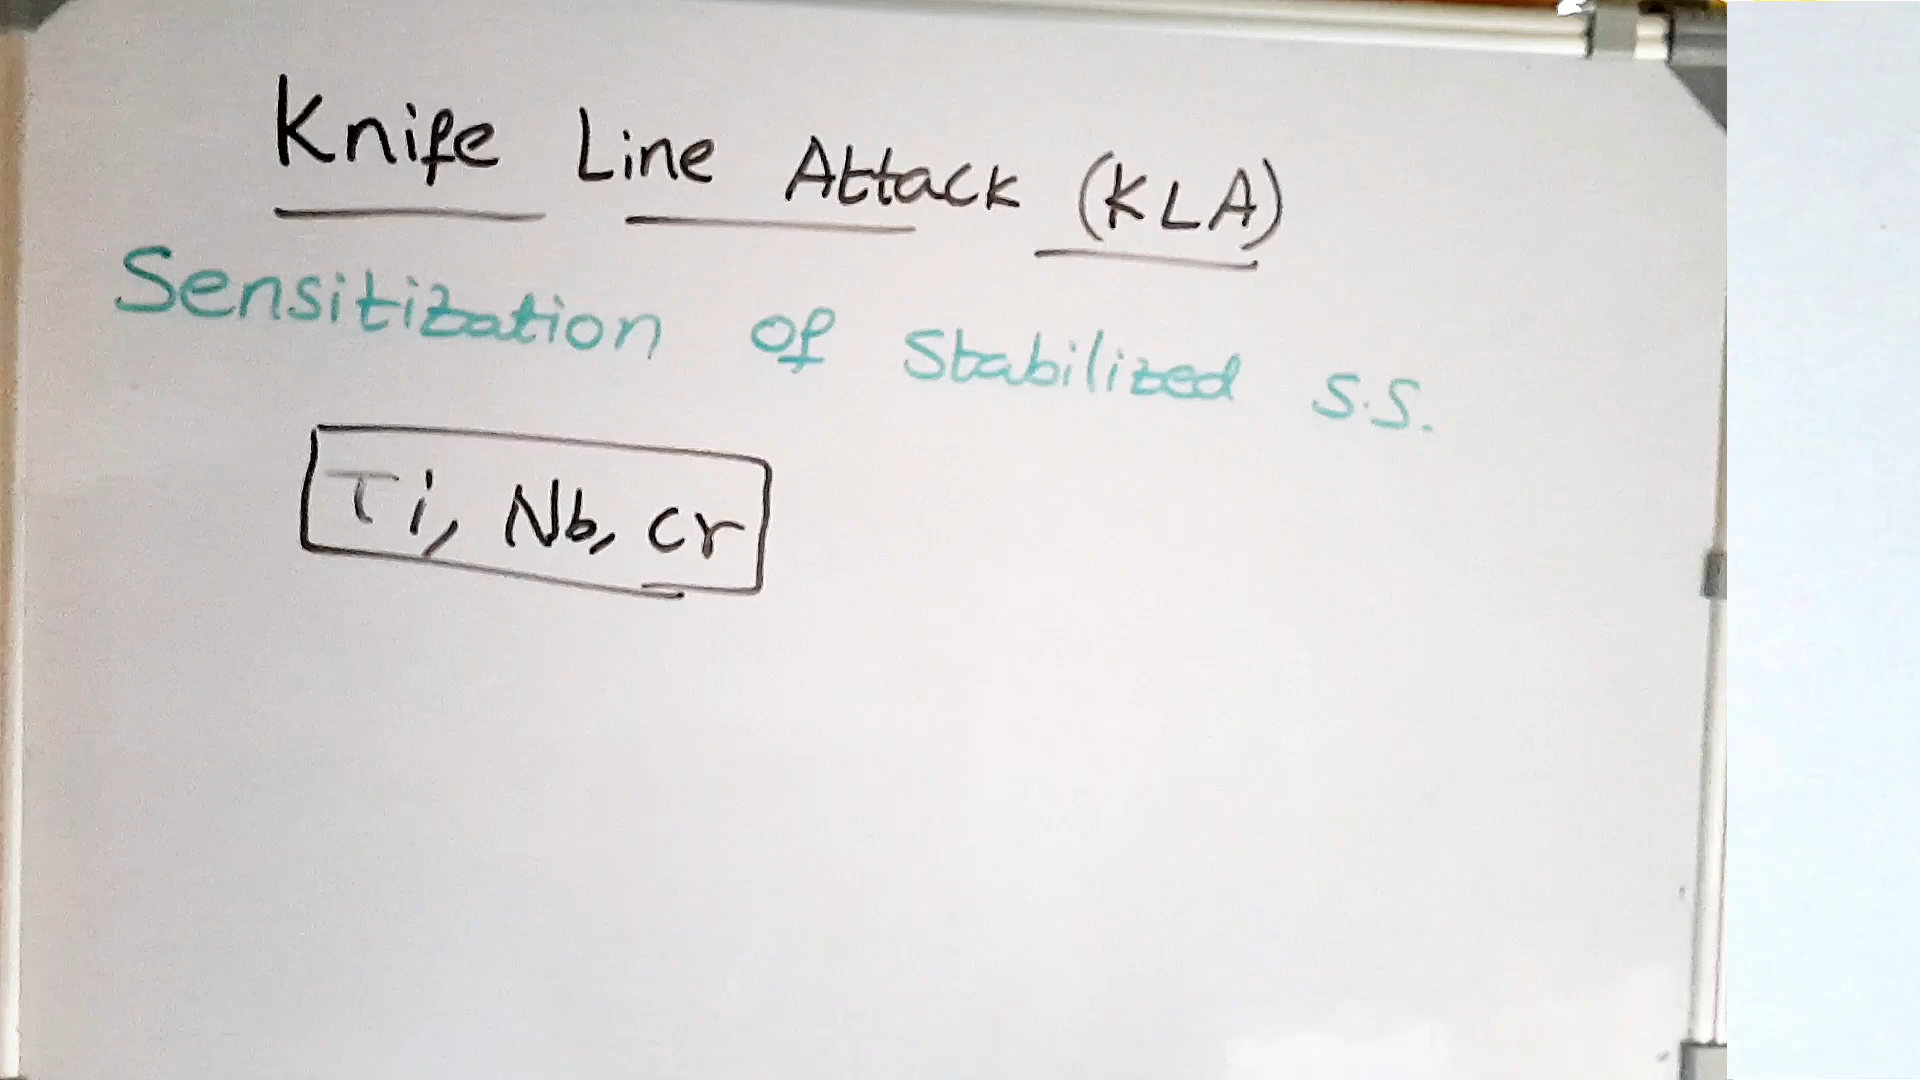 Knife Line Attack (KLA)
Sensitization of Stabilized S.S.
Ti, Nb, Cr